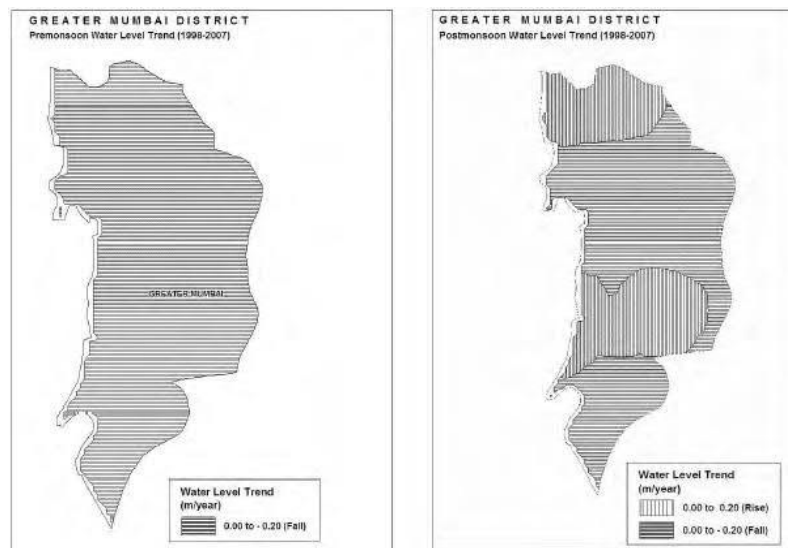 GREATER MUMBAI DISTRICT
Premonsoon Water Level Trend (1998-2007)
GREATER MUMBAI
Water Level Trend
(m/year)
0.00 to - 0.20 (Fall)
GREATER MUMBAI DISTRICT
Postmonsoon Water Level Trend (1998-2007)
Water Level Trend
(m/year)
0.00 to 0.20 (Rise)
0.00 to - 0.20 (Fall)